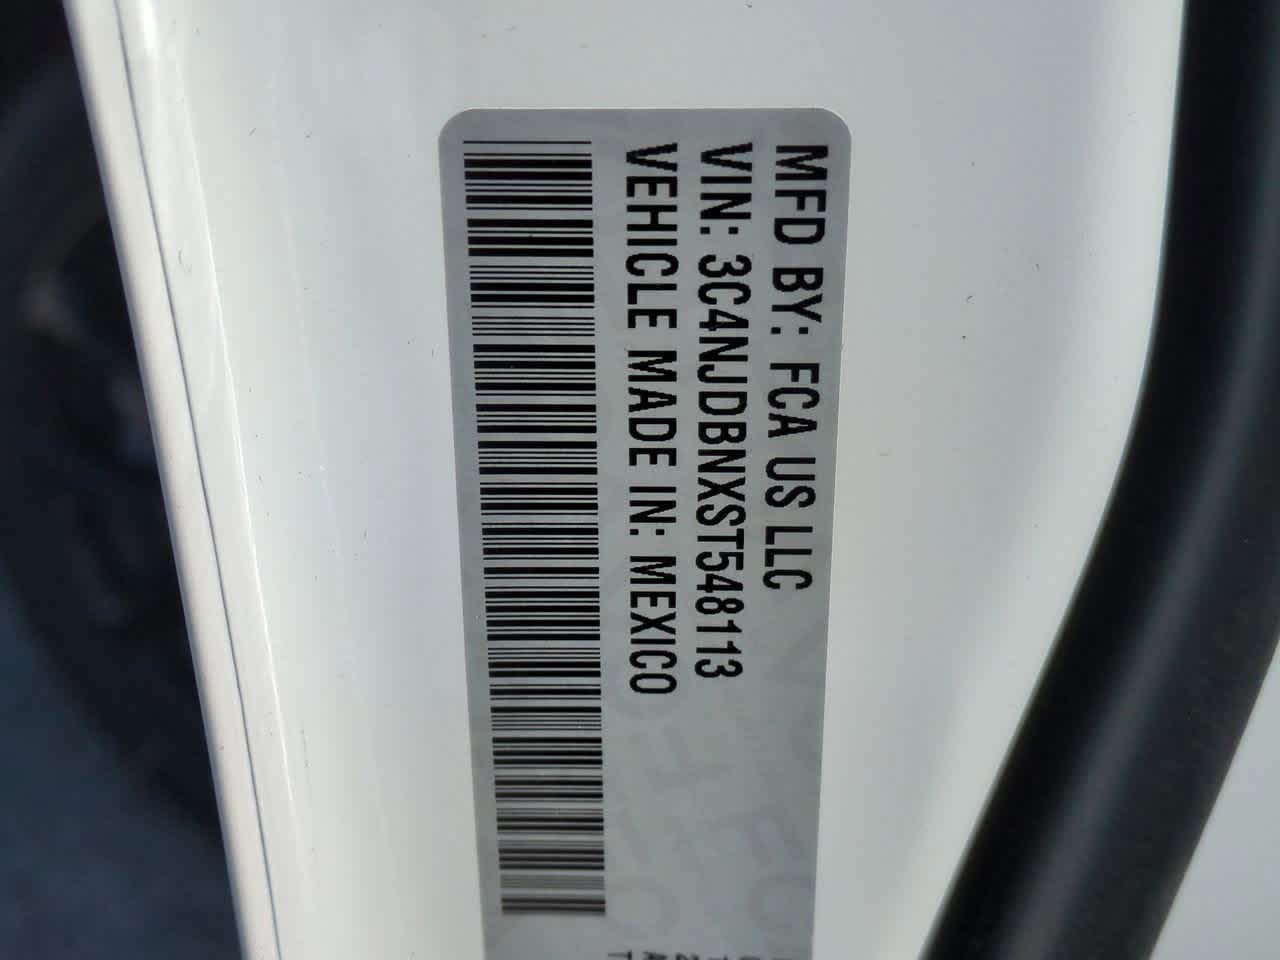 MFD BY: FCA US LLC
VIN: 3C4NJDBNXST548113
VEHICLE MADE IN: MEXICO